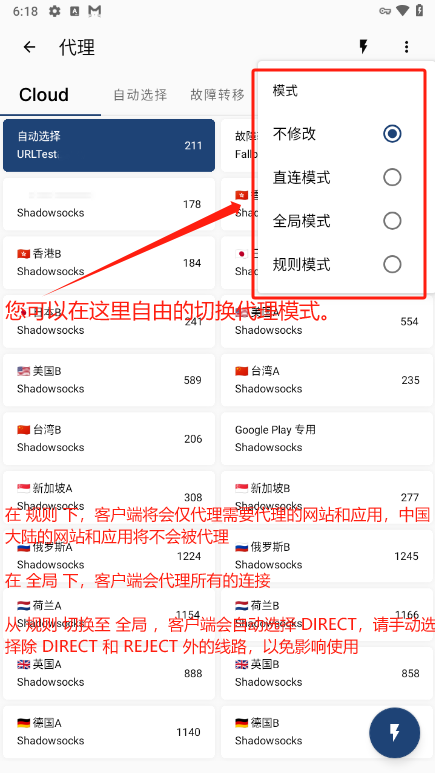 6:18
代理
Cloud
自动选择
故障转移
模式
不修改
直连模式
全局模式
规则模式
自动选择
URLTest
211
Fallb
Shadowsocks
178
香港B
Shadowsocks
184
您可以在这里自由的切换代理模式。
Shadowsocks
241
Shadowsocks
554
美国B
Shadowsocks
589
台湾A
Shadowsocks
235
台湾B
Shadowsocks
206
Google Play 专用
Shadowsocks
新加坡A
308
新加坡B
277
在 规则 下，客户端将会仅代理需要代理的网站和应用，中国
大陆的网站和应用将不会被代理
俄罗斯A
Shadowsocks
1224
俄罗斯B
Shadowsocks
1245
在 全局 下，客户端会代理所有的连接
荷兰A
1154
荷兰B
1166
从 规则 切换至 全局 ，客户端会自动选择 DIRECT，请手动选
择除 DIRECT 和 REJECT 外的线路，以免影响使用
英国A
Shadowsocks
888
英国B
Shadowsocks
858
德国A
Shadowsocks
1140
德国B
Shadowsocks